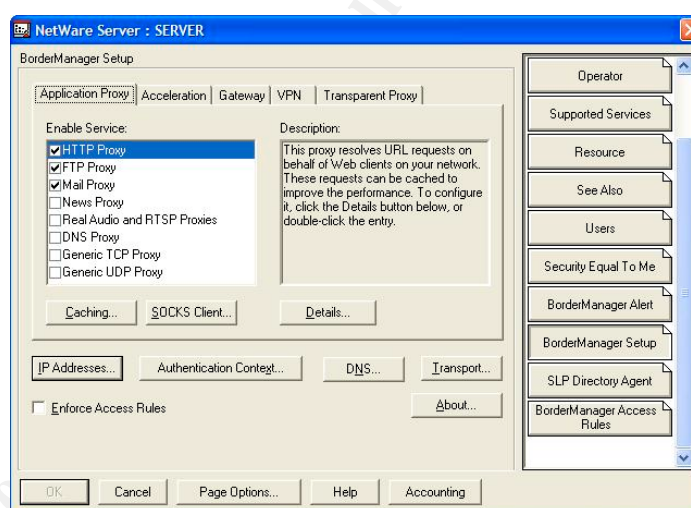 NetWare Server : SERVER
BorderManager Setup
Application Proxy
Acceleration
Gateway
VPN
Transparent Proxy
Enable Service:
HTTP Proxy
FTP Proxy
Mail Proxy
News Proxy
Real Audio and RTSP Proxies
DNS Proxy
Generic TCP Proxy
Generic UDP Proxy
Description:
This proxy resolves URL requests on
behalf of Web clients on your network.
These requests can be cached to
improve the performance. To configure
it, click the Details button below, or
double-click the entry.
Caching...
SOCKS Client...
Details...
IP Addresses...
Authentication Context...
DNS...
Transport...
Enforce Access Rules
About...
OK
Cancel
Page Options...
Help
Accounting
Operator
Supported Services
Resource
See Also
Users
Security Equal To Me
BorderManager Alert
BorderManager Setup
SLP Directory Agent
BorderManager Access
Rules